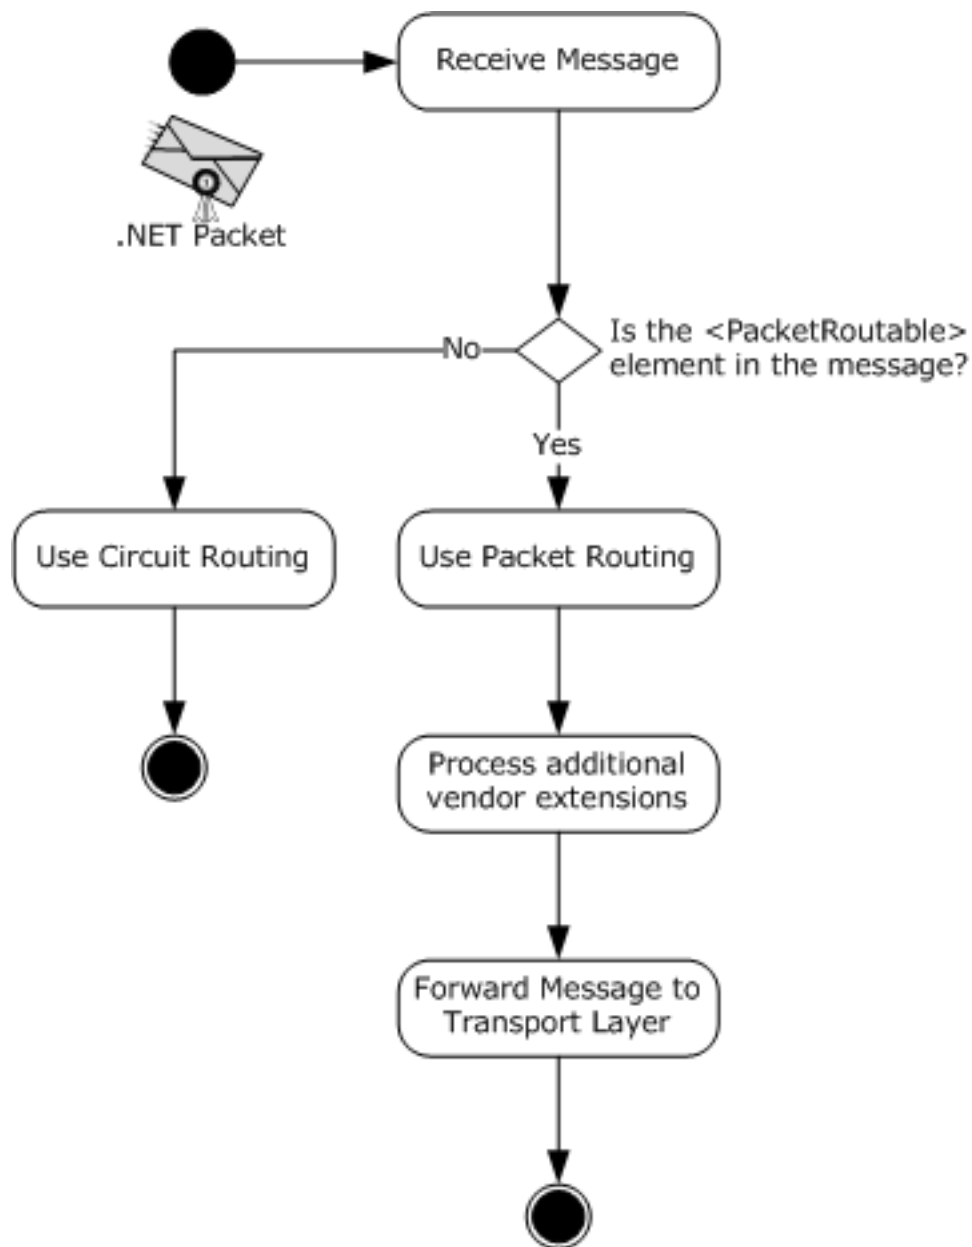 Receive Message
.NET Packet
Is the <PacketRoutable>
element in the message?
No
Yes
Use Circuit Routing
Use Packet Routing
Process additional
vendor extensions
Forward Message to
Transport Layer